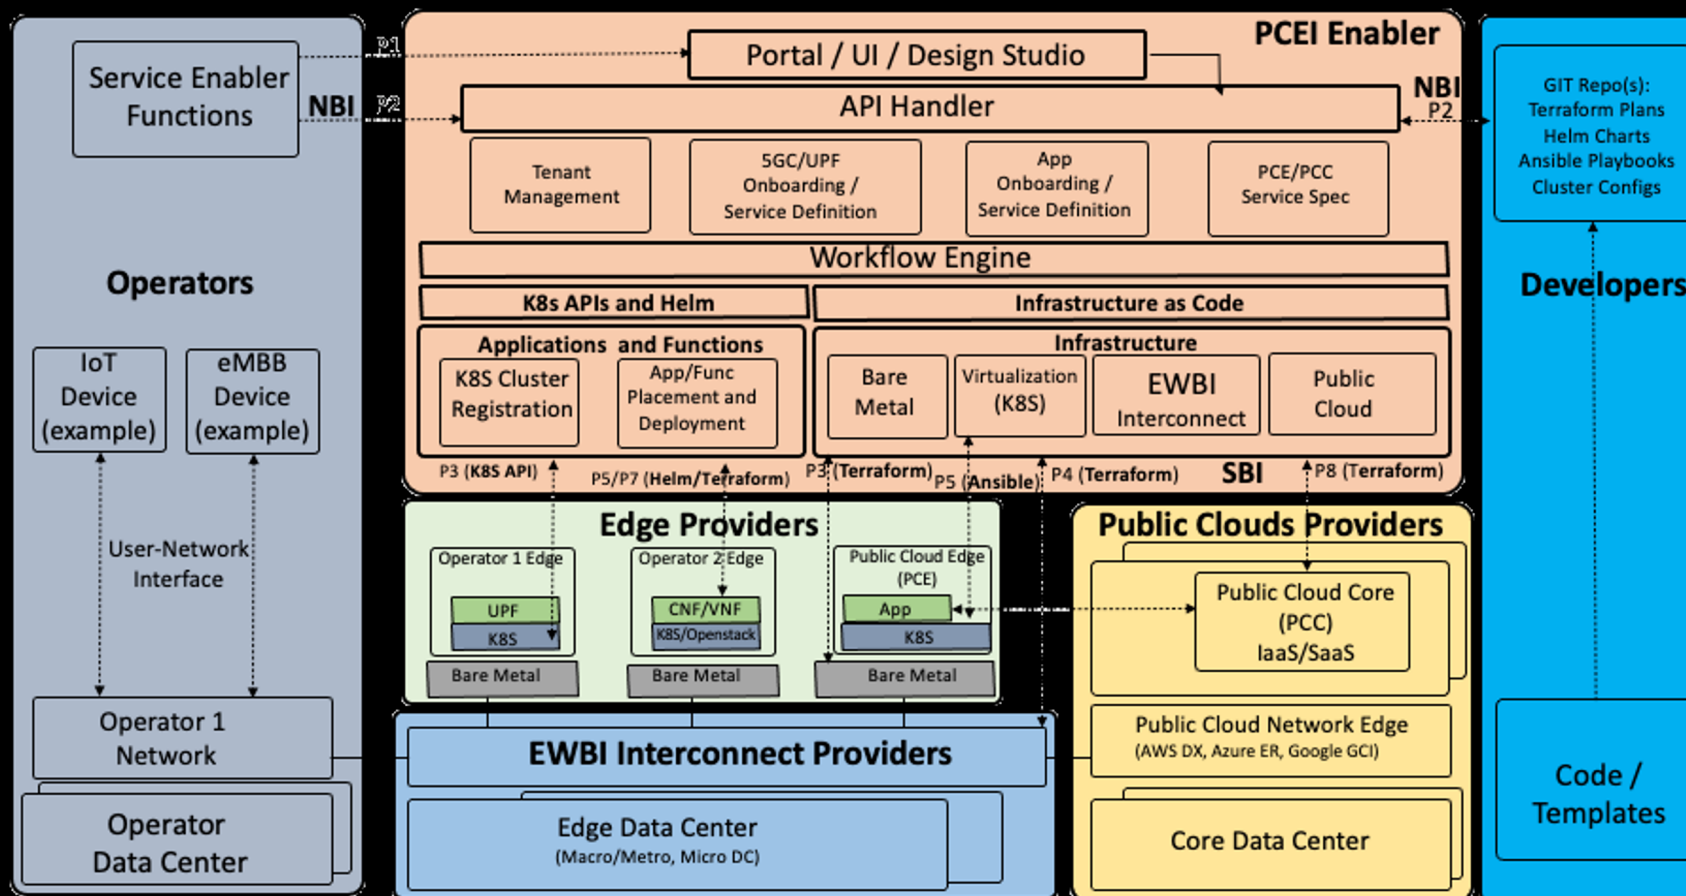 Service Enabler
Functions
NBI
P1
P2
Operators
IoT
Device
(example)
eMBB
Device
(example)
User-Network
Interface
Operator 1
Network
Operator
Data Center
PCEI Enabler
Portal / UI / Design Studio
API Handler
NBI
P2
Tenant
Management
5GC/UPF
Onboarding /
Service Definition
App
Onboarding /
Service Definition
PCE/PCC
Service Spec
Workflow Engine
K8s APIs and Helm
Infrastructure as Code
Applications and Functions
K8S Cluster
Registration
App/Func
Placement and
Deployment
Infrastructure
Bare
Metal
Virtualization
(K8S)
EWBI
Interconnect
Public
Cloud
P3 (K8S API)
P5/P7 (Helm/Terraform)
P3 (Terraform)
P5 (Ansible)
P4 (Terraform)
SBI
P8 (Terraform)
Edge Providers
Operator 1 Edge
UPF
K8S
Bare Metal
Operator 2 Edge
CNF/VNF
K8S/Openstack
Bare Metal
Public Cloud Edge
(PCE)
App
K8S
Bare Metal
EWBI Interconnect Providers
Edge Data Center
(Macro/Metro, Micro DC)
Public Clouds Providers
Public Cloud Core
(PCC)
IaaS/SaaS
Public Cloud Network Edge
(AWS DX, Azure ER, Google GCI)
Core Data Center
GIT Repo(s):
Terraform Plans
Helm Charts
Ansible Playbooks
Cluster Configs
Developers
Code /
Templates